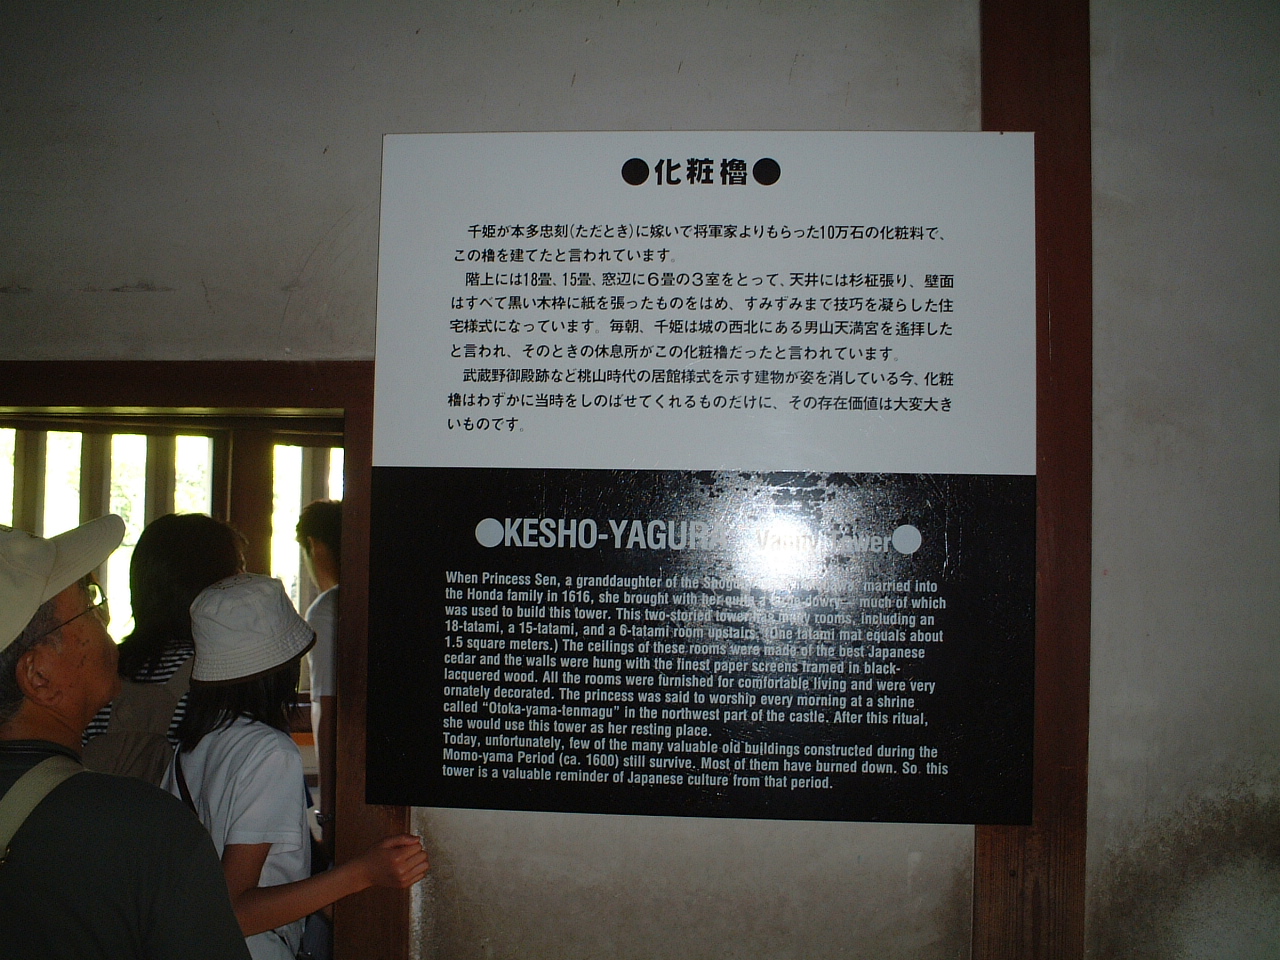 ●化粧櫓●
千姫が本多忠刻(ただとき)に嫁いで将軍家よりもらった10万石の化粧料で、
この櫓を建てたと言われています。
階上には18畳、15畳、窓辺に6畳の3室をとって、天井には杉柾張り、壁面
はすべて黒い木枠に紙を張ったものをはめ、すみずみまで技巧を凝らした住
宅様式になっています。毎朝、千姫は城の西北にある男山天満宮を遙拝した
と言われ、そのときの休息所がこの化粧櫓だったと言われています。
武蔵野御殿跡など桃山時代の居館様式を示す建物が姿を消している今、化粧
櫓はわずかに当時をしのばせてくれるものだけに、その存在価値は大変大き
いものです。
●KESHO-YAGURA Vanity Tower●
When Princess Sen, a granddaughter of the married into
the Honda family in 1616, she brought with her quite a dowry much of which
was used to build this tower. This two-storied tower has many rooms, including an
18-tatami, a 15-tatami, and a 6-tatami room upstairs. (One tatami mat equals about
1.5 square meters.) The ceilings of these rooms were made of the best Japanese
cedar and the walls were hung with the finest paper screens framed in black-
lacquered wood. All the rooms were furnished for comfortable living and were very
ornately decorated. The princess was said to worship every morning at a shrine
called "Otoka-yama-tenmagu" in the northwest part of the castle. After this ritual,
she would use this tower as her resting place.
Today, unfortunately, few of the many valuable old buildings constructed during the
Momo-yama Period (ca. 1600) still survive. Most of them have burned down. So this
tower is a valuable reminder of Japanese culture from that period.